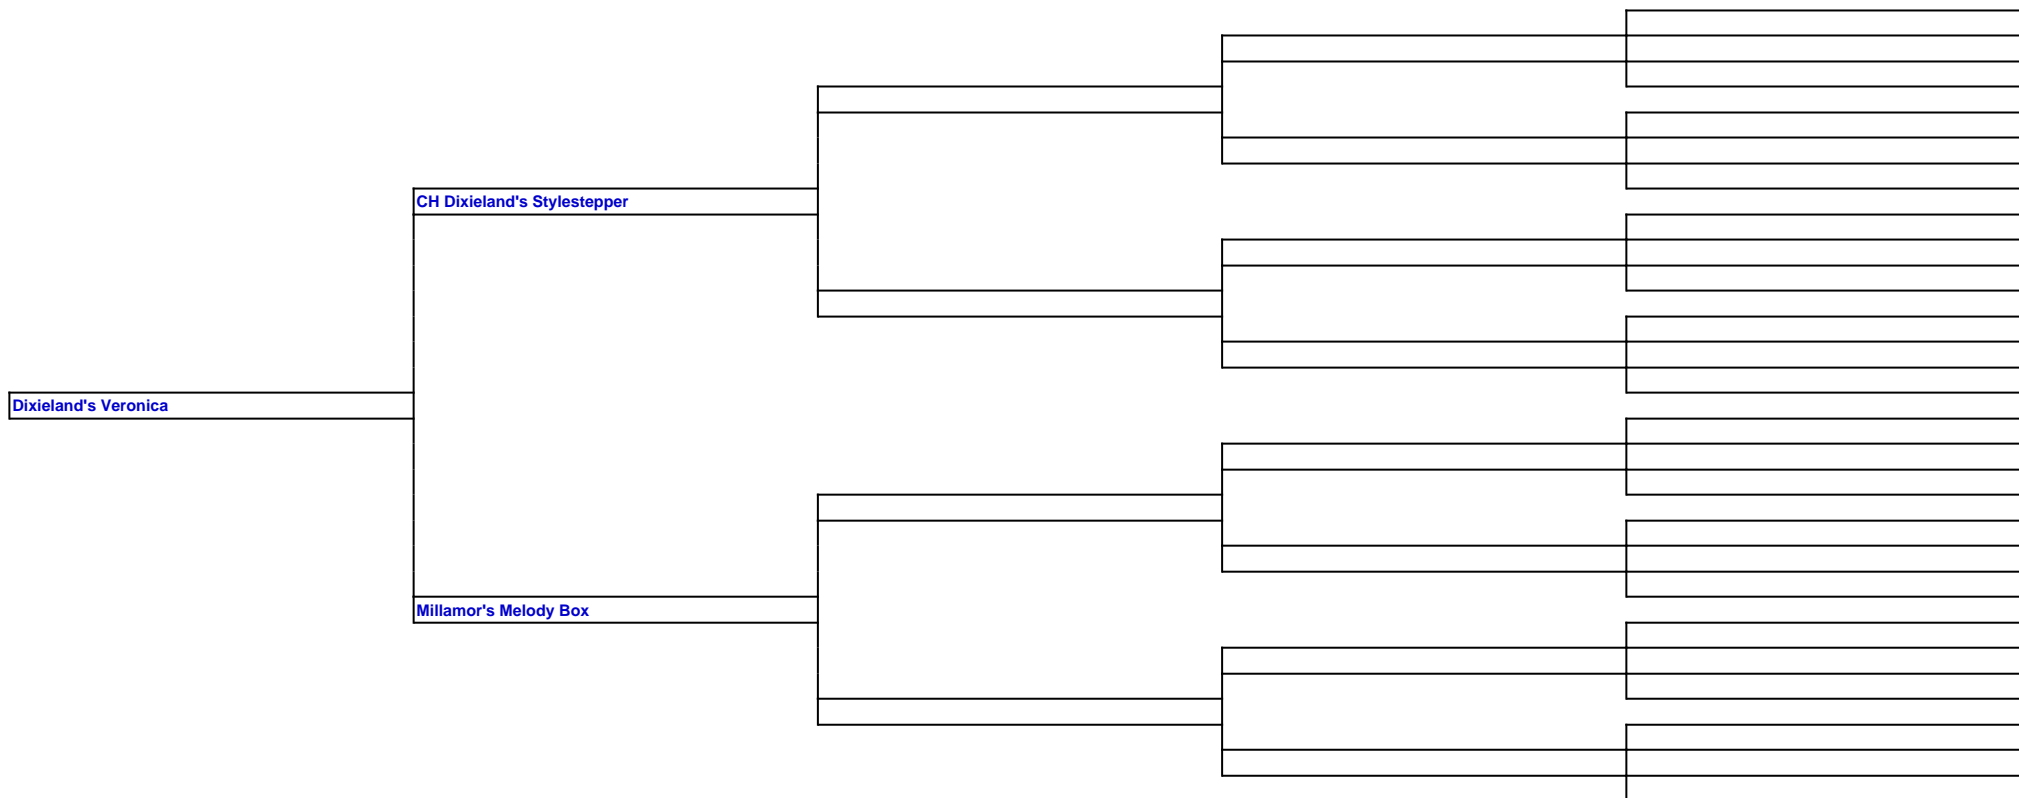 CH Dixieland's Stylestepper
Dixieland's Veronica
Millamor's Melody Box